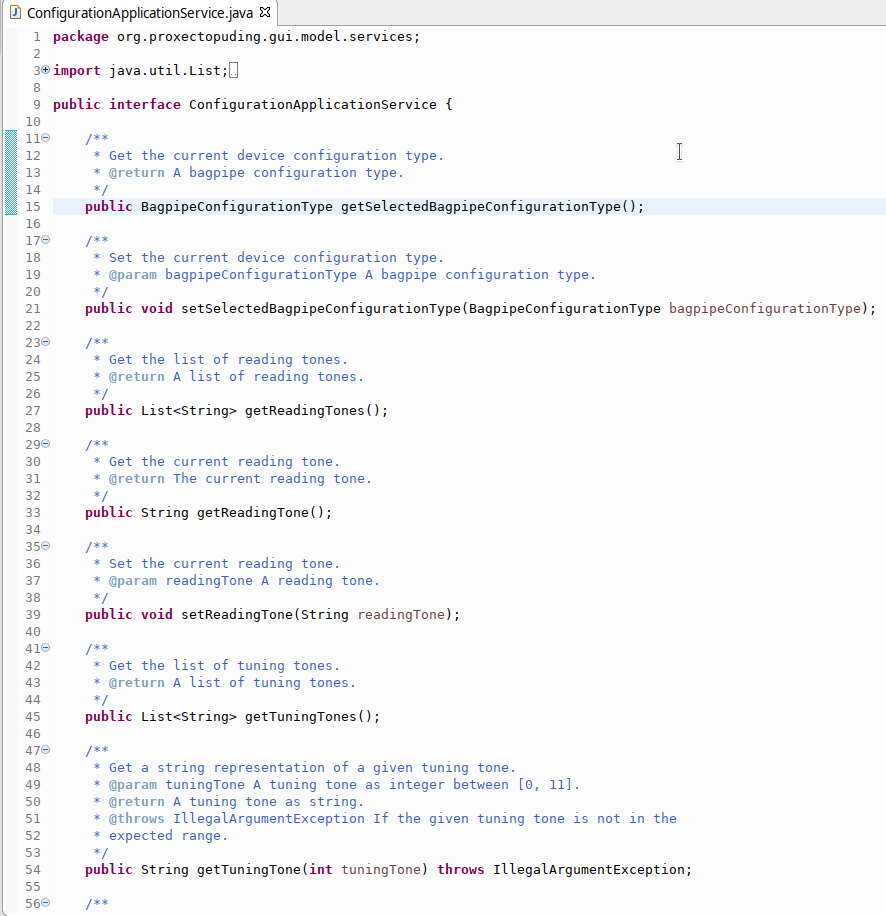 ConfigurationApplicationService.java
1 package org.proxectopuding.gui.model.services;
2
3 import java.util.List;
8
9 public interface ConfigurationApplicationService {
10
11     /**
12      * Get the current device configuration type.
13      * @return A bagpipe configuration type.
14      */
15     public BagpipeConfigurationType getSelectedBagpipeConfigurationType();
16
17     /**
18      * Set the current device configuration type.
19      * @param bagpipeConfigurationType A bagpipe configuration type.
20      */
21     public void setSelectedBagpipeConfigurationType(BagpipeConfigurationType bagpipeConfigurationType);
22
23     /**
24      * Get the list of reading tones.
25      * @return A list of reading tones.
26      */
27     public List<String> getReadingTones();
28
29     /**
30      * Get the current reading tone.
31      * @return The current reading tone.
32      */
33     public String getReadingTone();
34
35     /**
36      * Set the current reading tone.
37      * @param readingTone A reading tone.
38      */
39     public void setReadingTone(String readingTone);
40
41     /**
42      * Get the list of tuning tones.
43      * @return A list of tuning tones.
44      */
45     public List<String> getTuningTones();
46
47     /**
48      * Get a string representation of a given tuning tone.
49      * @param tuningTone A tuning tone as integer between [0, 11].
50      * @return A tuning tone as string.
51      * @throws IllegalArgumentException If the given tuning tone is not in the
52      * expected range.
53      */
54     public String getTuningTone(int tuningTone) throws IllegalArgumentException;
55
56     /**